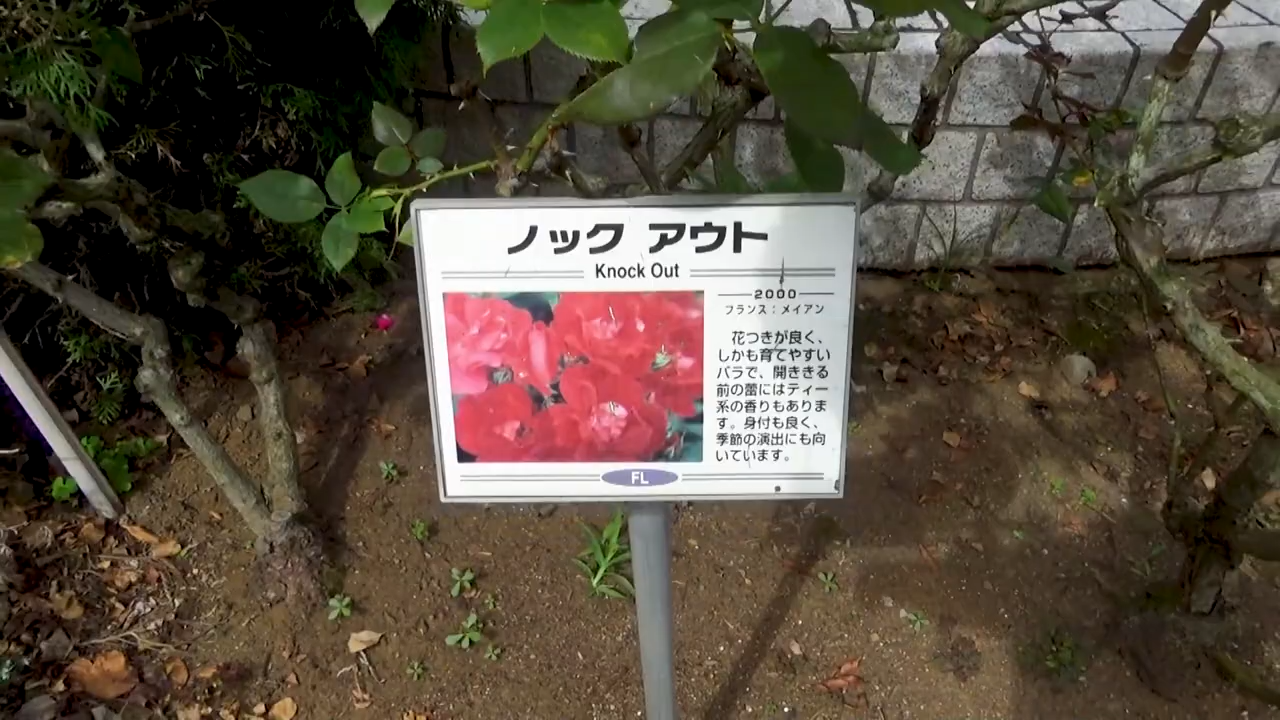 ノック アウト
Knock Out
2000
フランス：メイアン
花つきが良く、
しかも育てやすい
バラで、開ききる
前の蕾にはティー
系の香りもありま
す。身付も良く、
季節の演出にも向
いています。
FL